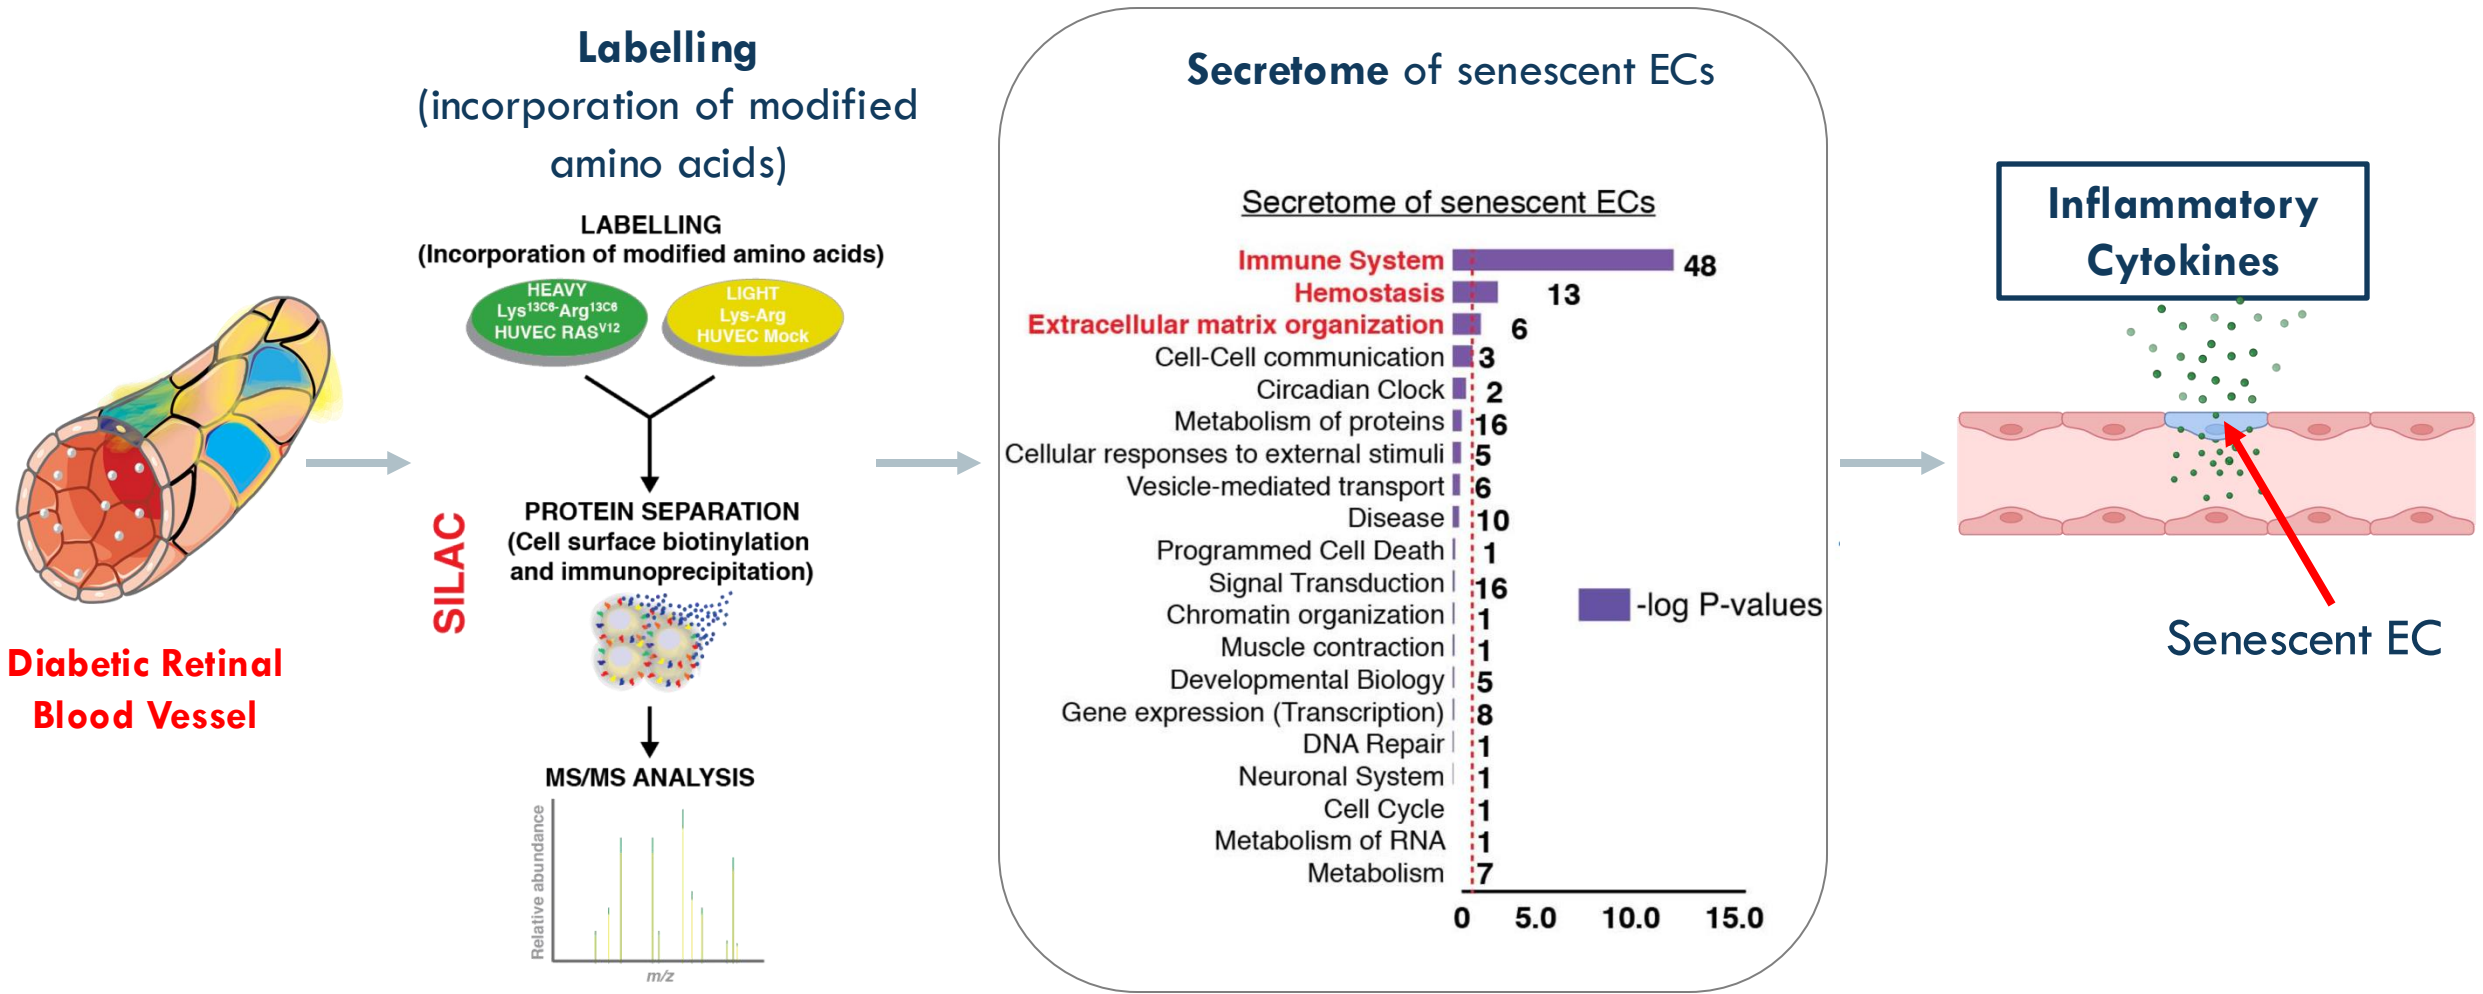 Diabetic Retinal
Blood Vessel
Labelling
(incorporation of modified
amino acids)
LABELLING
(Incorporation of modified amino acids)
HEAVY
Lys13C6-Arg13C6
HUVEC RASV12
LIGHT
Lys-Arg
HUVEC Mock
SILAC
PROTEIN SEPARATION
(Cell surface biotinylation
and immunoprecipitation)
MS/MS ANALYSIS
Relative abundance
m/z
Secretome of senescent ECs
Secretome of senescent ECs
Immune System 48
Hemostasis 13
Extracellular matrix organization 6
Cell-Cell communication 3
Circadian Clock 2
Metabolism of proteins 16
Cellular responses to external stimuli 5
Vesicle-mediated transport 6
Disease 10
Programmed Cell Death 1
Signal Transduction 16
Chromatin organization 1
Muscle contraction 1
Developmental Biology 5
Gene expression (Transcription) 8
DNA Repair 1
Neuronal System 1
Cell Cycle 1
Metabolism of RNA 1
Metabolism 7
-log P-values
0 5.0 10.0 15.0
Inflammatory
Cytokines
Senescent EC